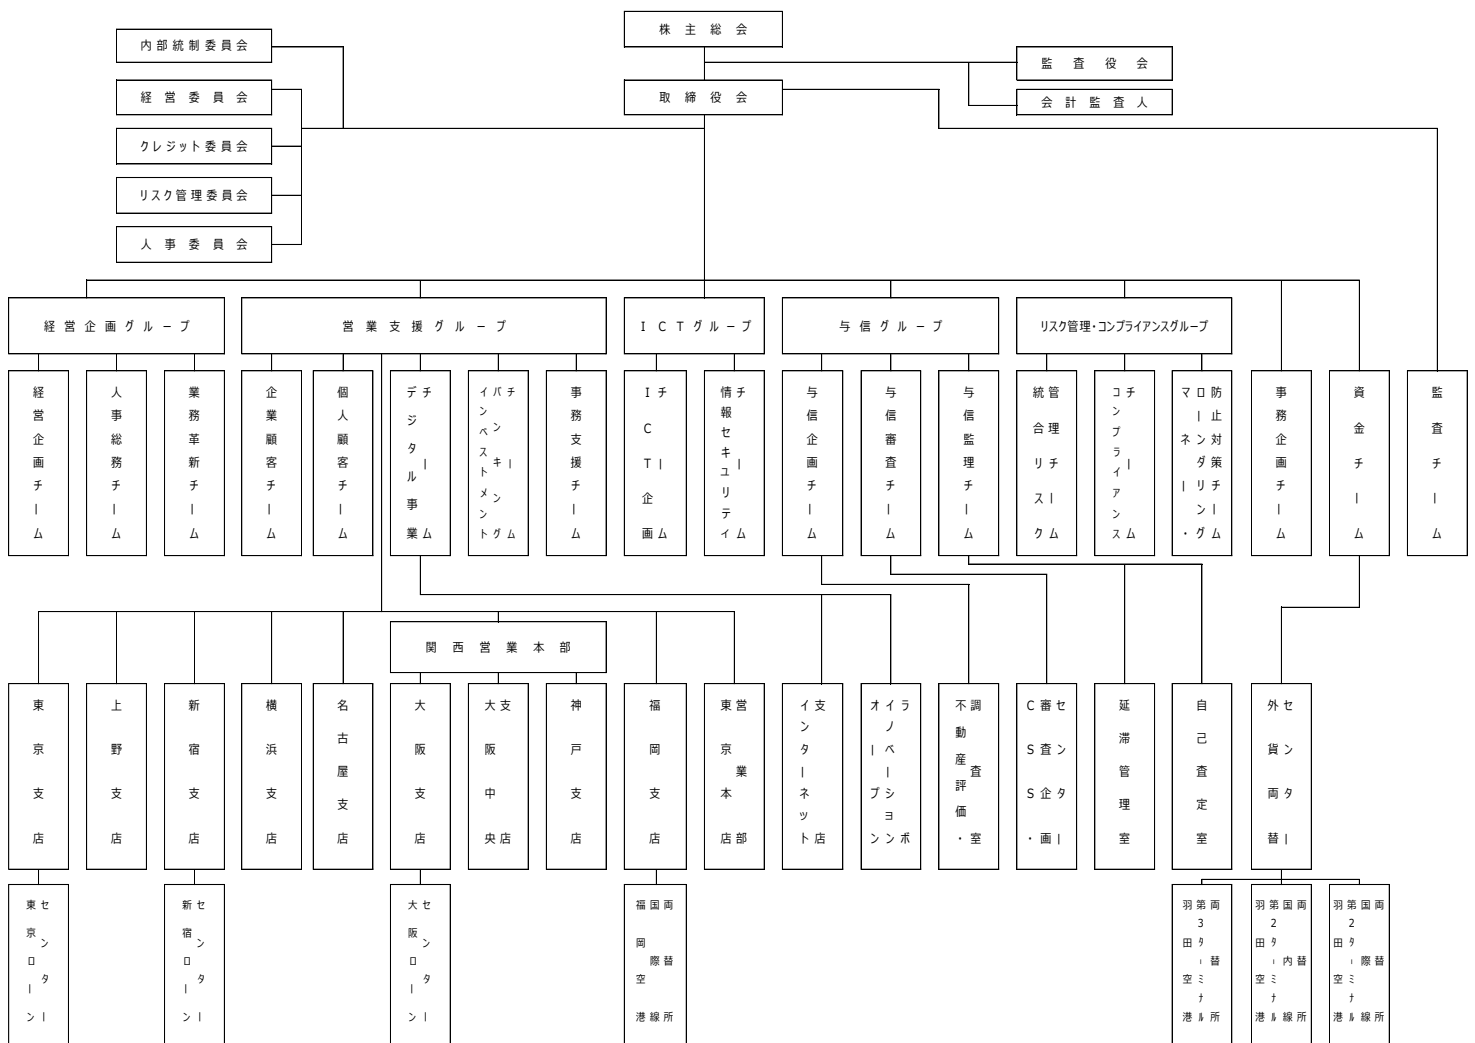 株主総会
内部統制委員会
監査役会
経営委員会
取締役会
会計監査人
クレジット委員会
リスク管理委員会
人事委員会
経営企画グループ
営業支援グループ
ICTグループ
与信グループ
リスク管理・コンプライアンスグループ
経営企画チーム
人事総務チーム
業務革新チーム
企業顧客チーム
個人顧客チーム
デジタル事業
チーム
インベストメント
バンキング
チーム
事務支援チーム
ICT企画
チーム
情報セキュリティ
チーム
与信企画チーム
与信審査チーム
与信監理チーム
統合リスク
管理チーム
コンプライアンス
チーム
マネー・
ローンダリング
防止対策チーム
事務企画チーム
資金チーム
監査チーム
関西営業本部
東京支店
上野支店
新宿支店
横浜支店
名古屋支店
大阪支店
大阪中央
支店
神戸支店
福岡支店
東京本店
営業部
インターネット
支店
オープン
イノベーション
ラボ
不動産評価・
調査室
CSS・
審査企画
センター
延滞管理室
自己査定室
外貨両替
センター
東京ローン
センター
新宿ローン
センター
大阪ローン
センター
福岡空港
国際線
両替所
羽田空港
第3ターミナル
両替所
羽田空港
第2ターミナル
国内線
両替所
羽田空港
第2ターミナル
国際線
両替所